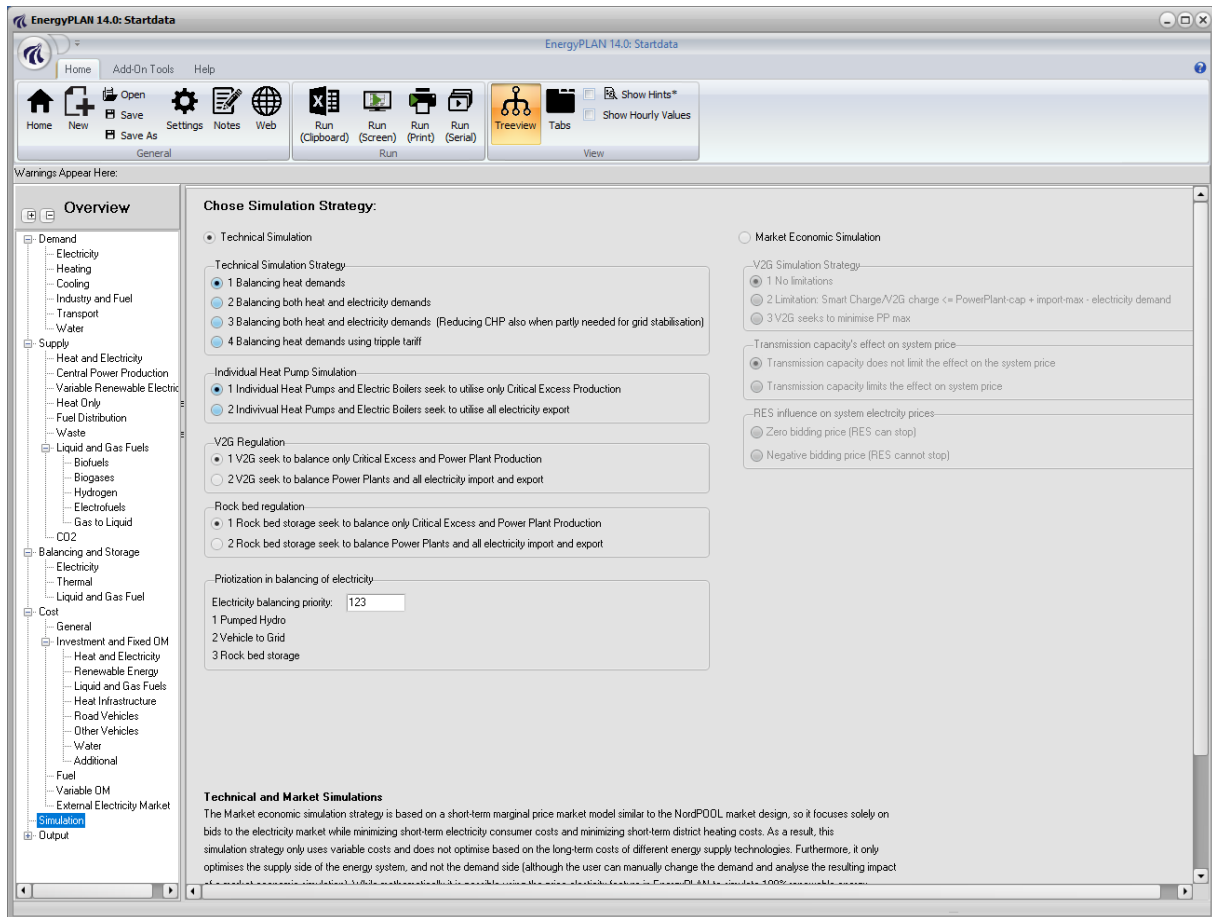 EnergyPLAN 14.0: Startdata
EnergyPLAN 14.0: Startdata
Home Add-On Tools Help
Home New Open Save Save As Settings Notes Web
General
Run (Clipboard) Run (Screen) Run (Print) Run (Serial)
Run
Treeview Tabs Show Hints* Show Hourly Values
View
Warnings Appear Here:
Overview
Demand
Electricity
Heating
Cooling
Industry and Fuel
Transport
Water
Supply
Heat and Electricity
Central Power Production
Variable Renewable Electric
Heat Only
Fuel Distribution
Waste
Liquid and Gas Fuels
Biofuels
Biogases
Hydrogen
Electrofuels
Gas to Liquid
CO2
Balancing and Storage
Electricity
Thermal
Liquid and Gas Fuel
Cost
General
Investment and Fixed OM
Heat and Electricity
Renewable Energy
Liquid and Gas Fuels
Heat Infrastructure
Road Vehicles
Other Vehicles
Water
Additional
Fuel
Variable OM
External Electricity Market
Simulation
Output
Chose Simulation Strategy:
Technical Simulation
Technical Simulation Strategy
1 Balancing heat demands
2 Balancing both heat and electricity demands
3 Balancing both heat and electricity demands (Reducing CHP also when partly needed for grid stabilisation)
4 Balancing heat demands using tripple tariff
Individual Heat Pump Simulation
1 Individual Heat Pumps and Electric Boilers seek to utilise only Critical Excess Production
2 Indivivual Heat Pumps and Electric Boilers seek to utilise all electricity export
V2G Regulation
1 V2G seek to balance only Critical Excess and Power Plant Production
2 V2G seek to balance Power Plants and all electricity import and export
Rock bed regulation
1 Rock bed storage seek to balance only Critical Excess and Power Plant Production
2 Rock bed storage seek to balance Power Plants and all electricity import and export
Priotization in balancing of electricity
Electricity balancing priority: 123
1 Pumped Hydro
2 Vehicle to Grid
3 Rock bed storage
Market Economic Simulation
V2G Simulation Strategy
1 No limitations
2 Limitation: Smart Charge/V2G charge <= PowerPlant-cap + import-max - electricity demand
3 V2G seeks to minimise PP max
Transmission capacity's effect on system price
Transmission capacity does not limit the effect on the system price
Transmission capacity limits the effect on system price
RES influence on system electrcity prices
Zero bidding price (RES can stop)
Negative bidding price (RES cannot stop)
Technical and Market Simulations
The Market economic simulation strategy is based on a short-term marginal price market model similar to the NordPOOL market design, so it focuses solely on
bids to the electricity market while minimizing short-term electricity consumer costs and minimizing short-term district heating costs. As a result, this
simulation strategy only uses variable costs and does not optimise based on the long-term costs of different energy supply technologies. Furthermore, it only
optimises the supply side of the energy system, and not the demand side (although the user can manually change the demand and analyse the resulting impact